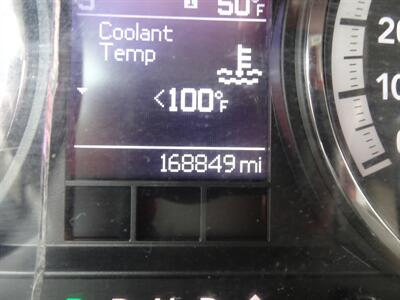 50°F
Coolant
Temp
<100°F
168849 mi